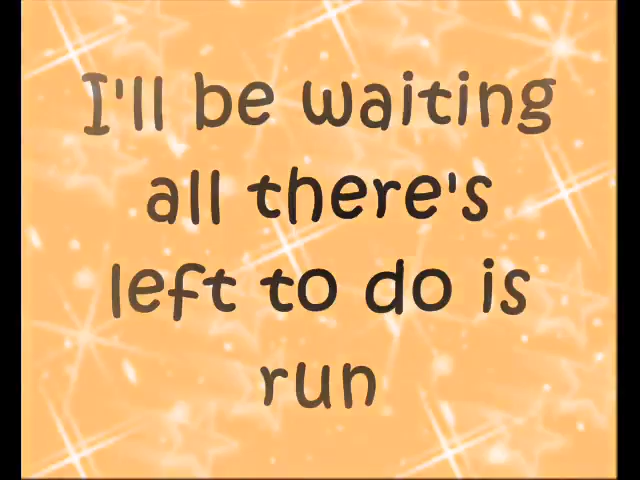 I'll be waiting
all there's
left to do is
run